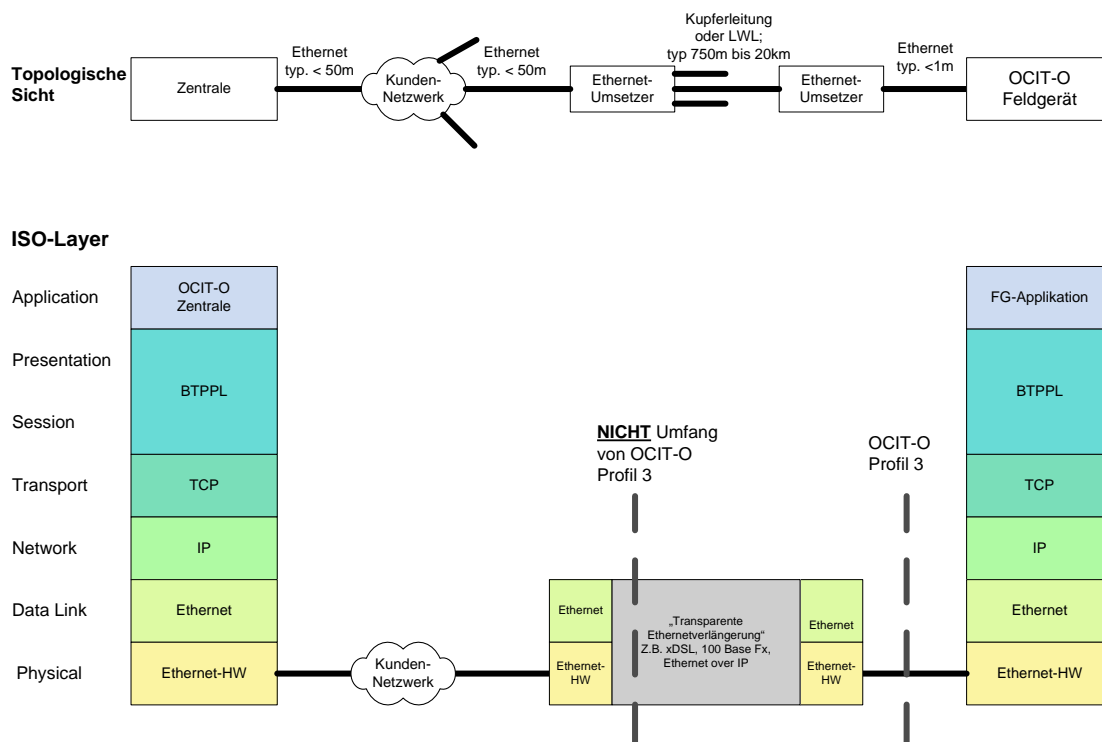 Topologische
Sicht
Zentrale
Ethernet
typ. < 50m
Kunden-
Netzwerk
Ethernet
typ. < 50m
Ethernet-
Umsetzer
Kupferleitung
oder LWL;
typ 750m bis 20km
Ethernet-
Umsetzer
Ethernet
typ. <1m
OCIT-O
Feldgerät
ISO-Layer
Application
OCIT-O
Zentrale
FG-Applikation
Presentation
Session
BTPPL
BTPPL
NICHT Umfang
von OCIT-O
Profil 3
OCIT-O
Profil 3
Transport
TCP
TCP
Network
IP
IP
Data Link
Ethernet
Ethernet
„Transparente
Ethernetverlängerung“
Z.B. xDSL, 100 Base Fx,
Ethernet over IP
Ethernet
Ethernet
Physical
Ethernet-HW
Kunden-
Netzwerk
Ethernet-
HW
Ethernet-
HW
Ethernet-HW